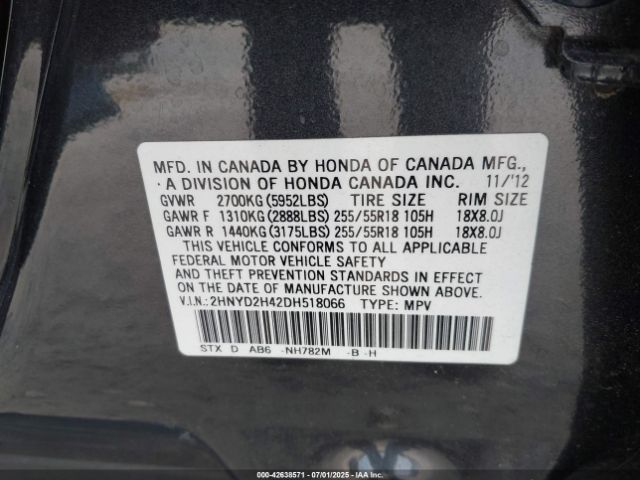 MFD. IN CANADA BY HONDA OF CANADA MFG.,
A DIVISION OF HONDA CANADA INC. 11/'12
GVWR 2700KG(5952LBS) TIRE SIZE RIM SIZE
GAWR F 1310KG(2888LBS) 255/55R18 105H 18X8.0J
GAWR R 1440KG(3175LBS) 255/55R18 105H 18X8.0J
THIS VEHICLE CONFORMS TO ALL APPLICABLE
FEDERAL MOTOR VEHICLE SAFETY
AND THEFT PREVENTION STANDARDS IN EFFECT
ON THE DATE OF MANUFACTURE SHOWN ABOVE.
V.I.N.:2HNYD2H42DH518066 TYPE: MPV
STX D AB6 -NH782M -B -H
000-42638571 | 07/01/2025 | IAAI.COM